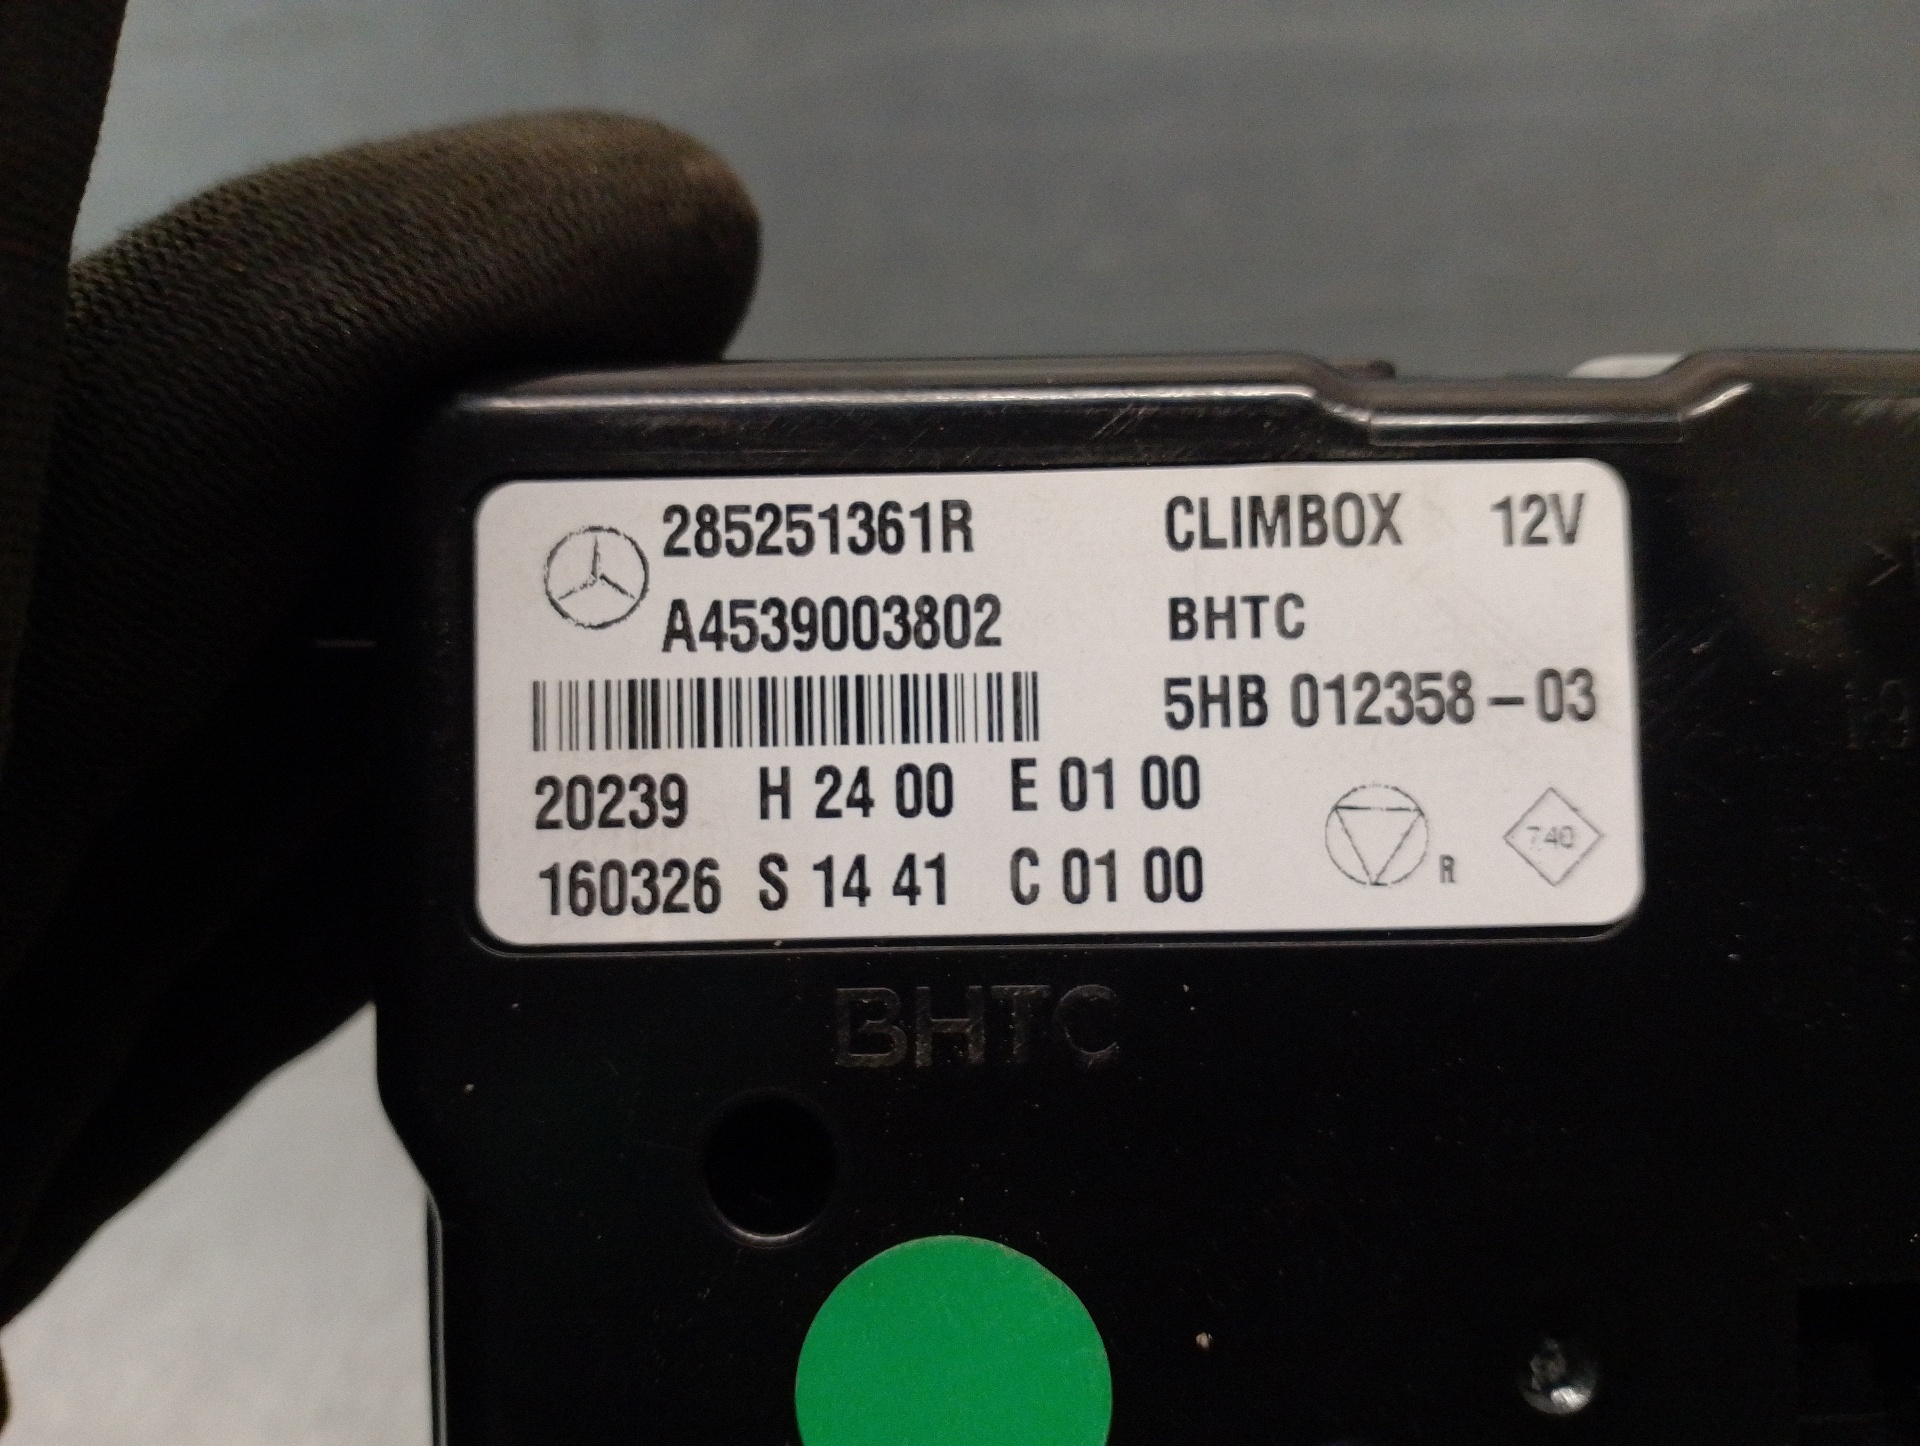 285251361R CLIMBOX 12V
A4539003802 BHTC
5HB 012358-03
20239 H 24 00 E 01 00
160326 S 14 41 C 01 00
R 740
BHTC